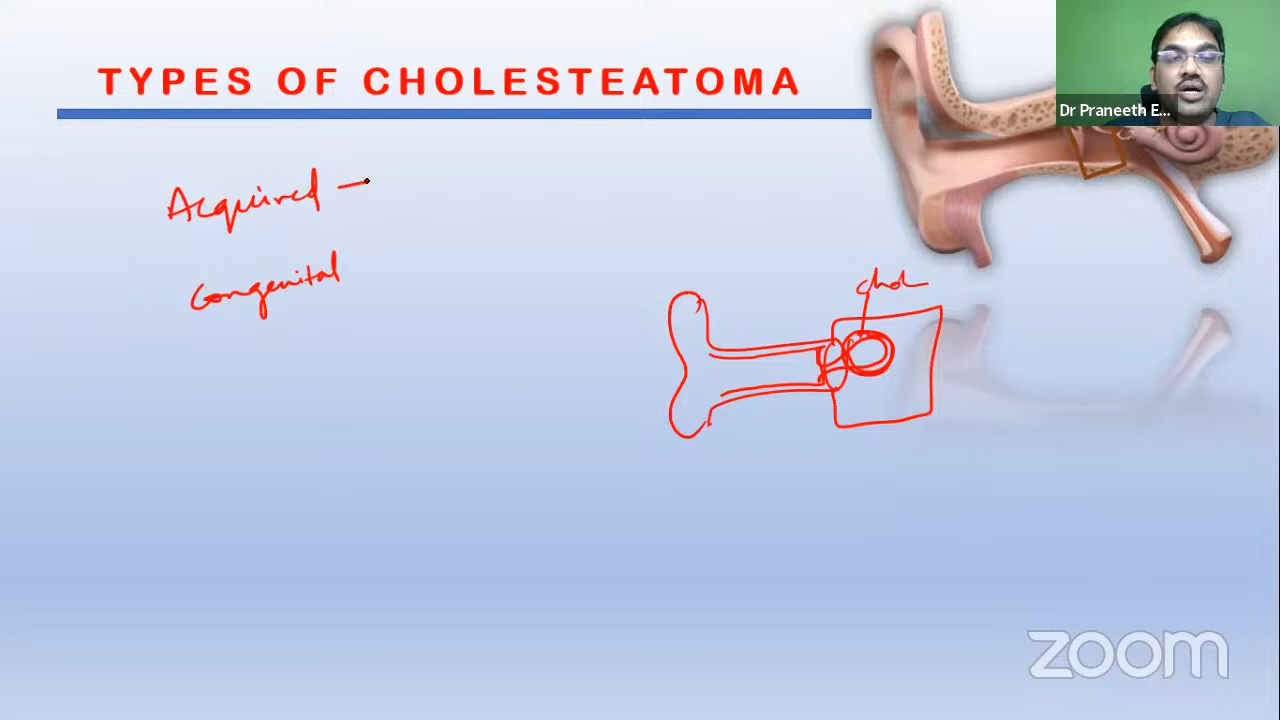 TYPES OF CHOLESTEATOMA
Dr Praneeth E...
Acquired —
Congenital
chol
zoom